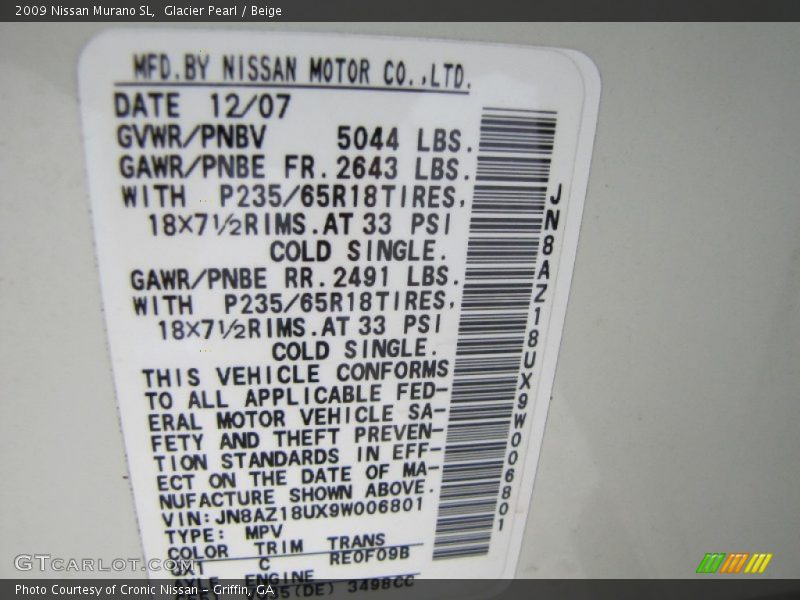 2009 Nissan Murano SL,  Glacier Pearl / Beige
MFD.BY NISSAN MOTOR CO.,LTD.
DATE 12/07
GVWR/PNBV 5044 LBS.
GAWR/PNBE FR. 2643 LBS.
WITH P235/65R18TIRES,
18X7½RIMS.AT 33 PSI
COLD SINGLE.
GAWR/PNBE RR. 2491 LBS.
WITH P235/65R18TIRES,
18X7½RIMS.AT 33 PSI
COLD SINGLE.
THIS VEHICLE CONFORMS
TO ALL APPLICABLE FED-
ERAL MOTOR VEHICLE SA-
FETY AND THEFT PREVEN-
TION STANDARDS IN EFF-
ECT ON THE DATE OF MA-
NUFACTURE SHOWN ABOVE.
VIN:JN8AZ18UX9W006801
TYPE: MPV
COLOR TRIM TRANS
QX1 C RE0F09B
ENGINE
VQ35(DE) 3498CC
JN8AZ18UX9W006801
GTcarlot.com
Photo Courtesy of Cronic Nissan - Griffin, GA